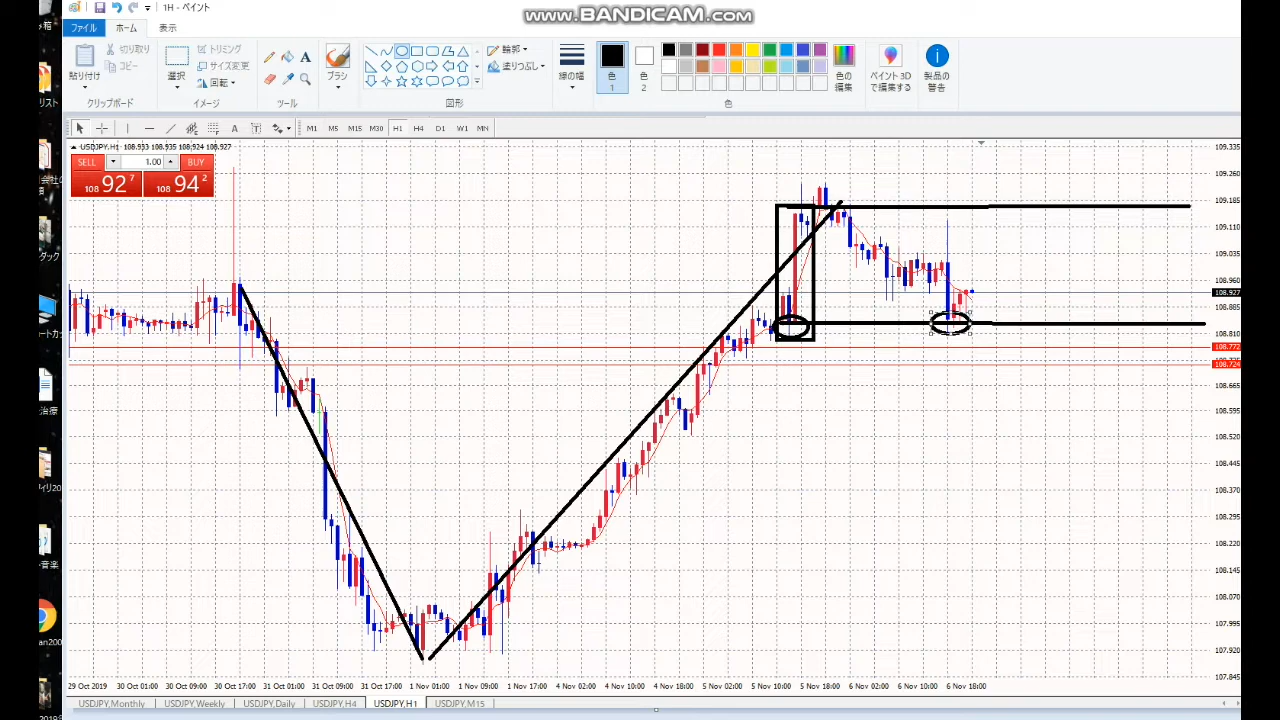 www.BANDICAM.com
1H - ペイント
ファイル
ホーム
表示
貼り付け
切り取り
コピー
クリップボード
選択
トリミング
サイズ変更
回転
イメージ
A
ツール
ブラシ
輪郭
塗りつぶし
図形
線の幅
色
1
色
2
色の
編集
色
ペイント 3D
で編集する
製品の
警告
A
T
M1
M5
M15
M30
H1
H4
D1
W1
MN
USDJPY,H1 108.933 108.935 108.924 108.927
SELL
1.00
BUY
108 92 7
108 94 2
109.335
109.260
109.185
109.110
109.035
108.960
108.927
108.885
108.810
108.772
108.724
108.665
108.595
108.520
108.445
108.370
108.295
108.220
108.145
108.070
107.995
107.920
107.845
29 Oct 2019
30 Oct 01:00
30 Oct 09:00
30 Oct 17:00
31 Oct 01:00
31 Oct 09:00
31 Oct 17:00
1 Nov 01:00
1 Nov 09:00
1 Nov 17:00
4 Nov 02:00
4 Nov 10:00
4 Nov 18:00
5 Nov 02:00
5 Nov 10:00
5 Nov 18:00
6 Nov 02:00
6 Nov 10:00
6 Nov 18:00
USDJPY,Monthly
USDJPY,Weekly
USDJPY,Daily
USDJPY,H4
USDJPY,H1
USDJPY,M15